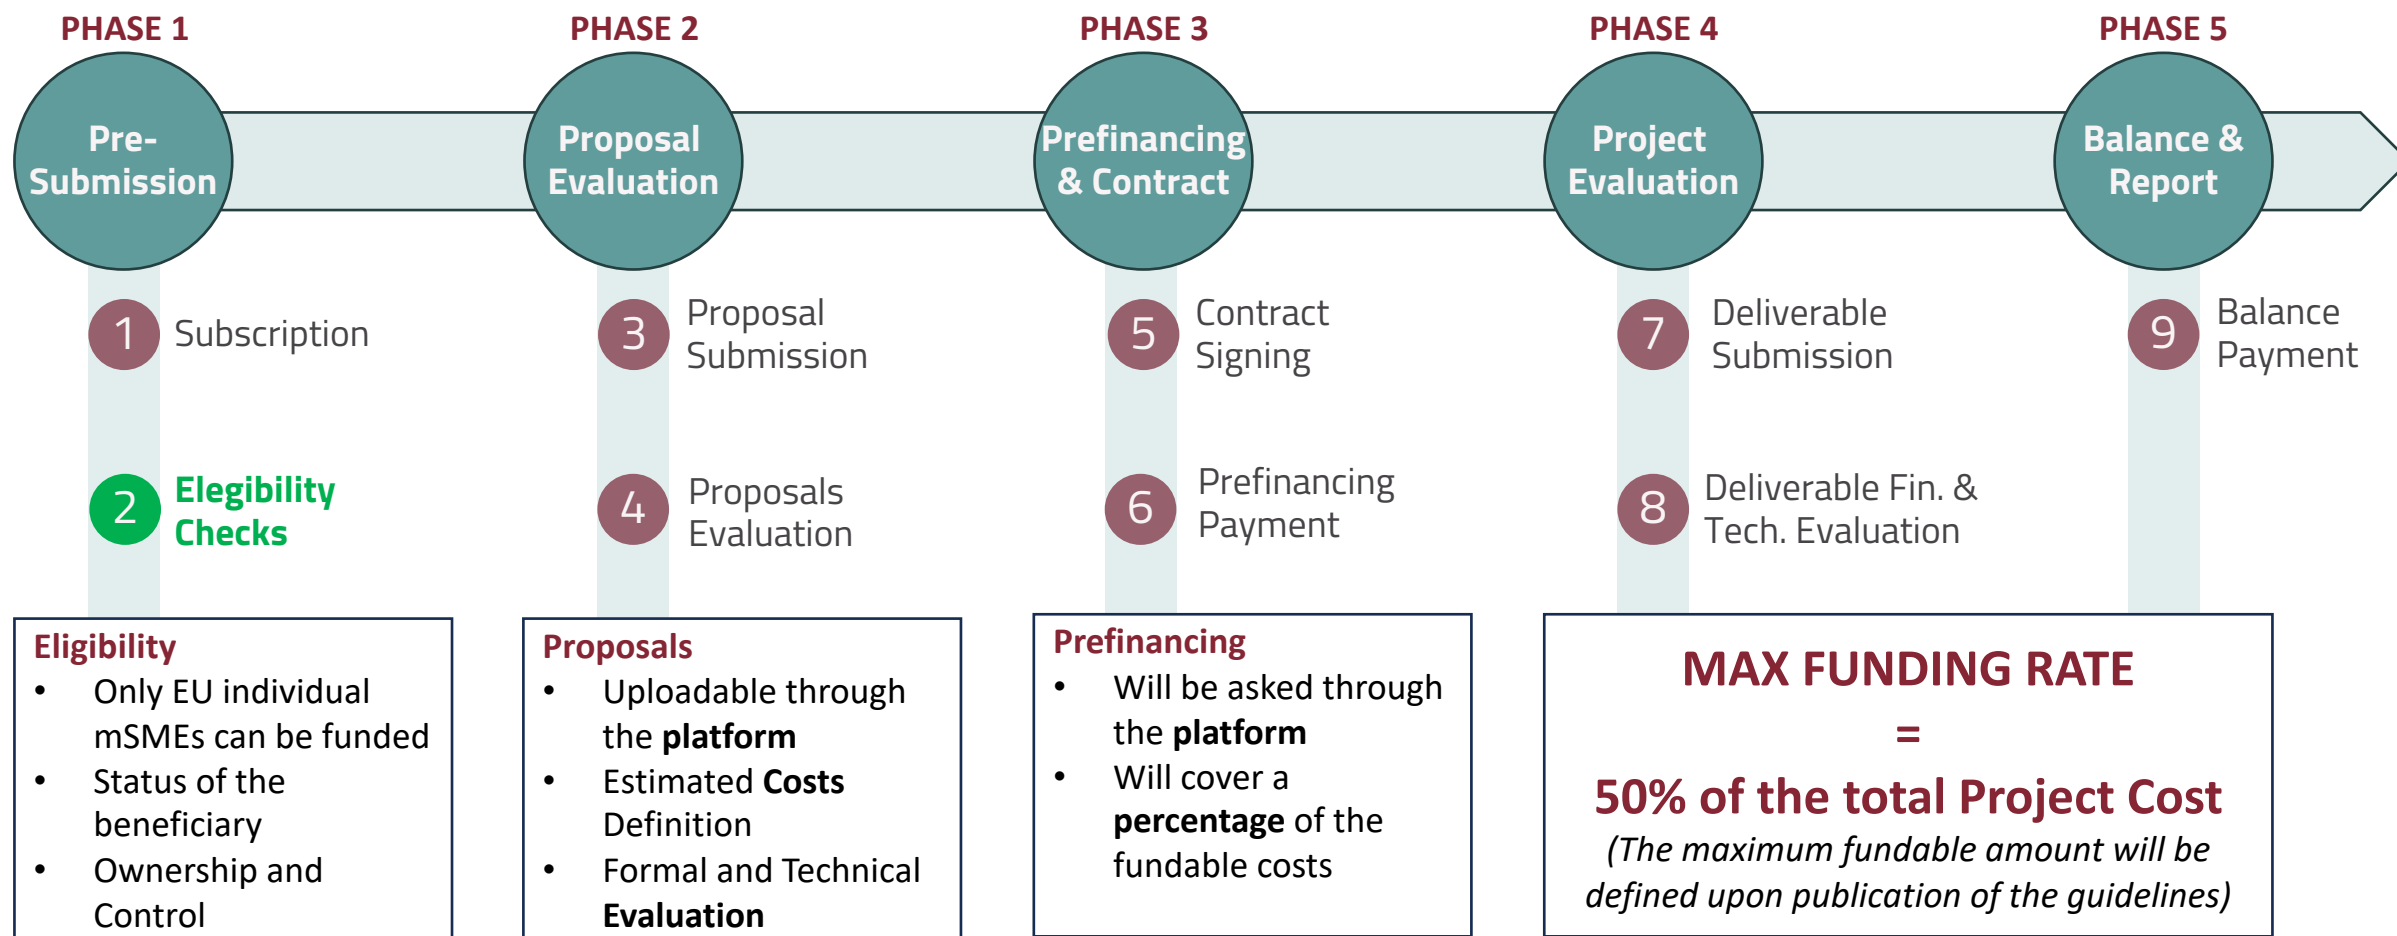 PHASE 1
PHASE 2
PHASE 3
PHASE 4
PHASE 5
Pre-
Submission
Proposal
Evaluation
Prefinancing
& Contract
Project
Evaluation
Balance &
Report
1
Subscription
2
Elegibility
Checks
3
Proposal
Submission
4
Proposals
Evaluation
5
Contract
Signing
6
Prefinancing
Payment
7
Deliverable
Submission
8
Deliverable Fin. &
Tech. Evaluation
9
Balance
Payment
Eligibility
• Only EU individual
mSMEs can be funded
• Status of the
beneficiary
• Ownership and
Control
Proposals
• Uploadable through
the platform
• Estimated Costs
Definition
• Formal and Technical
Evaluation
Prefinancing
• Will be asked through
the platform
• Will cover a
percentage of the
fundable costs
MAX FUNDING RATE
=
50% of the total Project Cost
(The maximum fundable amount will be
defined upon publication of the guidelines)